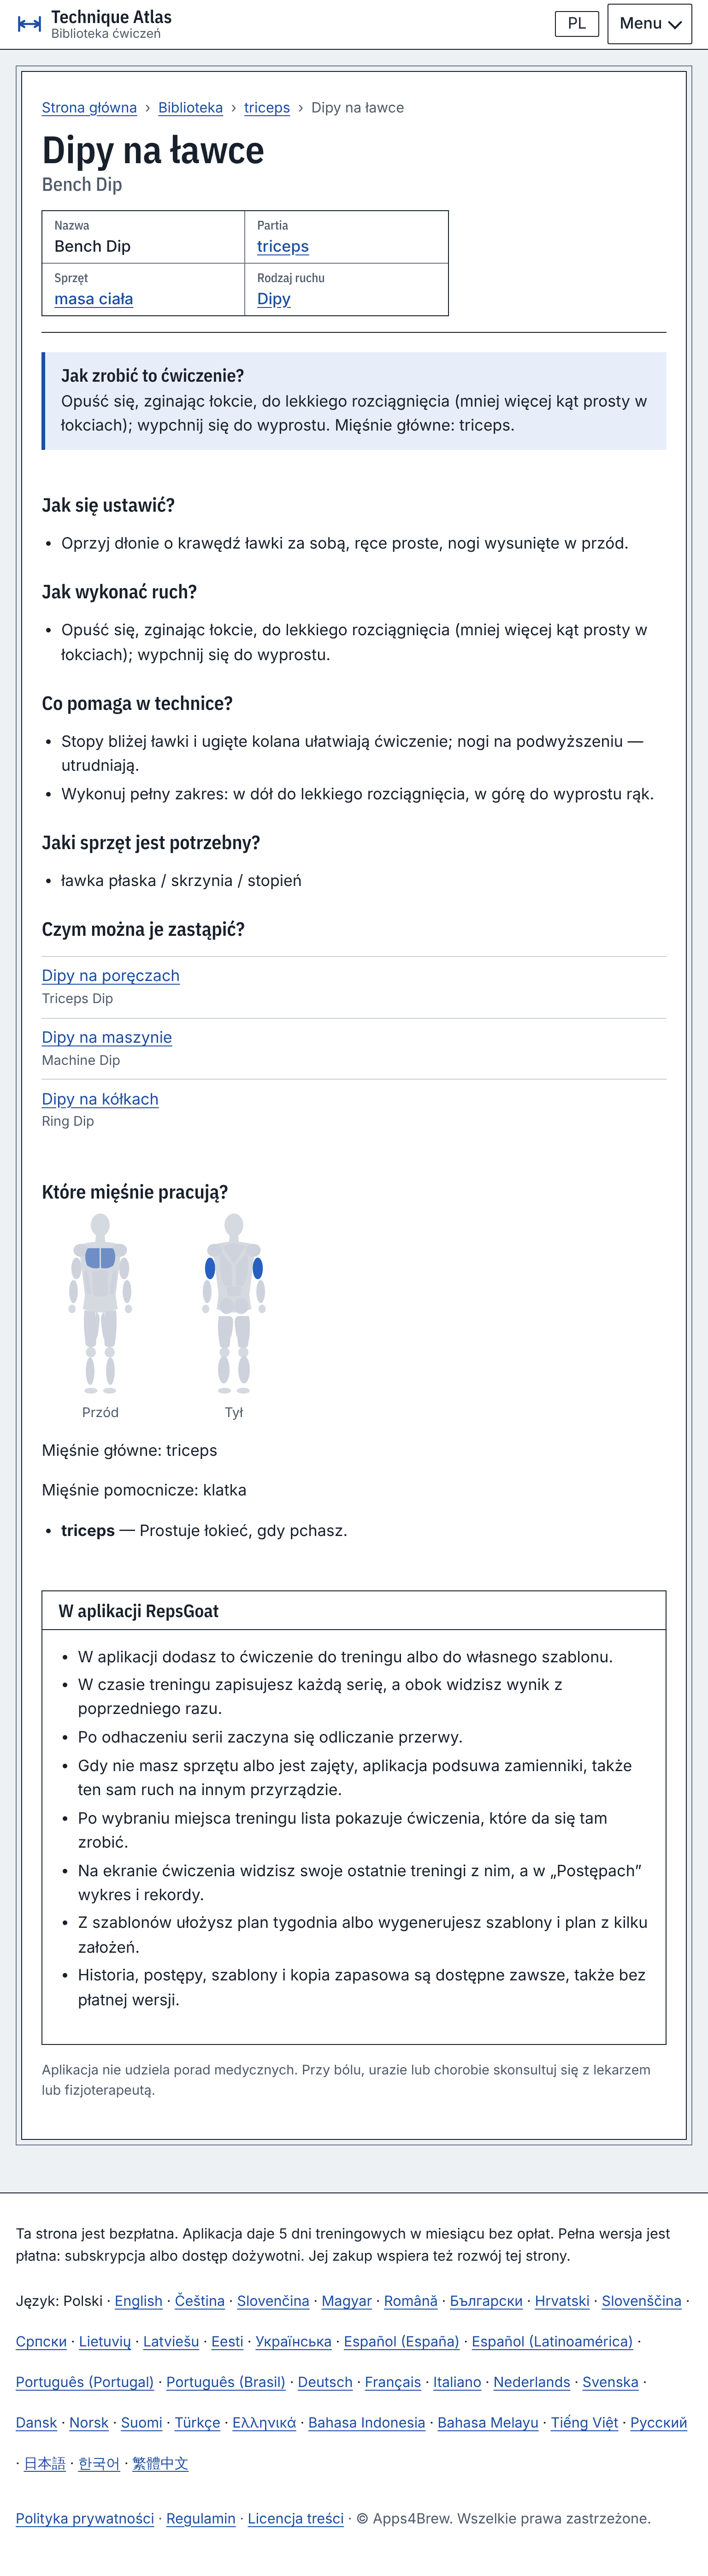 Technique Atlas
Biblioteka ćwiczeń
PL
Menu
Strona główna › Biblioteka › triceps › Dipy na ławce
Dipy na ławce
Bench Dip
Nazwa
Bench Dip
Partia
triceps
Sprzęt
masa ciała
Rodzaj ruchu
Dipy
Jak zrobić to ćwiczenie?
Opuść się, zginając łokcie, do lekkiego rozciągnięcia (mniej więcej kąt prosty w
łokciach); wypchnij się do wyprostu. Mięśnie główne: triceps.
Jak się ustawić?
• Oprzyj dłonie o krawędź ławki za sobą, ręce proste, nogi wysunięte w przód.
Jak wykonać ruch?
• Opuść się, zginając łokcie, do lekkiego rozciągnięcia (mniej więcej kąt prosty w
łokciach); wypchnij się do wyprostu.
Co pomaga w technice?
• Stopy bliżej ławki i ugięte kolana ułatwiają ćwiczenie; nogi na podwyższeniu —
utrudniają.
• Wykonuj pełny zakres: w dół do lekkiego rozciągnięcia, w górę do wyprostu rąk.
Jaki sprzęt jest potrzebny?
• ławka płaska / skrzynia / stopień
Czym można je zastąpić?
Dipy na poręczach
Triceps Dip
Dipy na maszynie
Machine Dip
Dipy na kółkach
Ring Dip
Które mięśnie pracują?
Przód
Tył
Mięśnie główne: triceps
Mięśnie pomocnicze: klatka
• triceps — Prostuje łokieć, gdy pchasz.
W aplikacji RepsGoat
• W aplikacji dodasz to ćwiczenie do treningu albo do własnego szablonu.
• W czasie treningu zapisujesz każdą serię, a obok widzisz wynik z
poprzedniego razu.
• Po odhaczeniu serii zaczyna się odliczanie przerwy.
• Gdy nie masz sprzętu albo jest zajęty, aplikacja podsuwa zamienniki, także
ten sam ruch na innym przyrządzie.
• Po wybraniu miejsca treningu lista pokazuje ćwiczenia, które da się tam
zrobić.
• Na ekranie ćwiczenia widzisz swoje ostatnie treningi z nim, a w „Postępach”
wykres i rekordy.
• Z szablonów ułożysz plan tygodnia albo wygenerujesz szablony i plan z kilku
założeń.
• Historia, postępy, szablony i kopia zapasowa są dostępne zawsze, także bez
płatnej wersji.
Aplikacja nie udziela porad medycznych. Przy bólu, urazie lub chorobie skonsultuj się z lekarzem
lub fizjoterapeutą.
Ta strona jest bezpłatna. Aplikacja daje 5 dni treningowych w miesiącu bez opłat. Pełna wersja jest
płatna: subskrypcja albo dostęp dożywotni. Jej zakup wspiera też rozwój tej strony.
Język: Polski · English · Čeština · Slovenčina · Magyar · Română · Български · Hrvatski · Slovenščina ·
Српски · Lietuvių · Latviešu · Eesti · Українська · Español (España) · Español (Latinoamérica) ·
Português (Portugal) · Português (Brasil) · Deutsch · Français · Italiano · Nederlands · Svenska ·
Dansk · Norsk · Suomi · Türkçe · Ελληνικά · Bahasa Indonesia · Bahasa Melayu · Tiếng Việt · Русский
· 日本語 · 한국어 · 繁體中文
Polityka prywatności · Regulamin · Licencja treści · © Apps4Brew. Wszelkie prawa zastrzeżone.